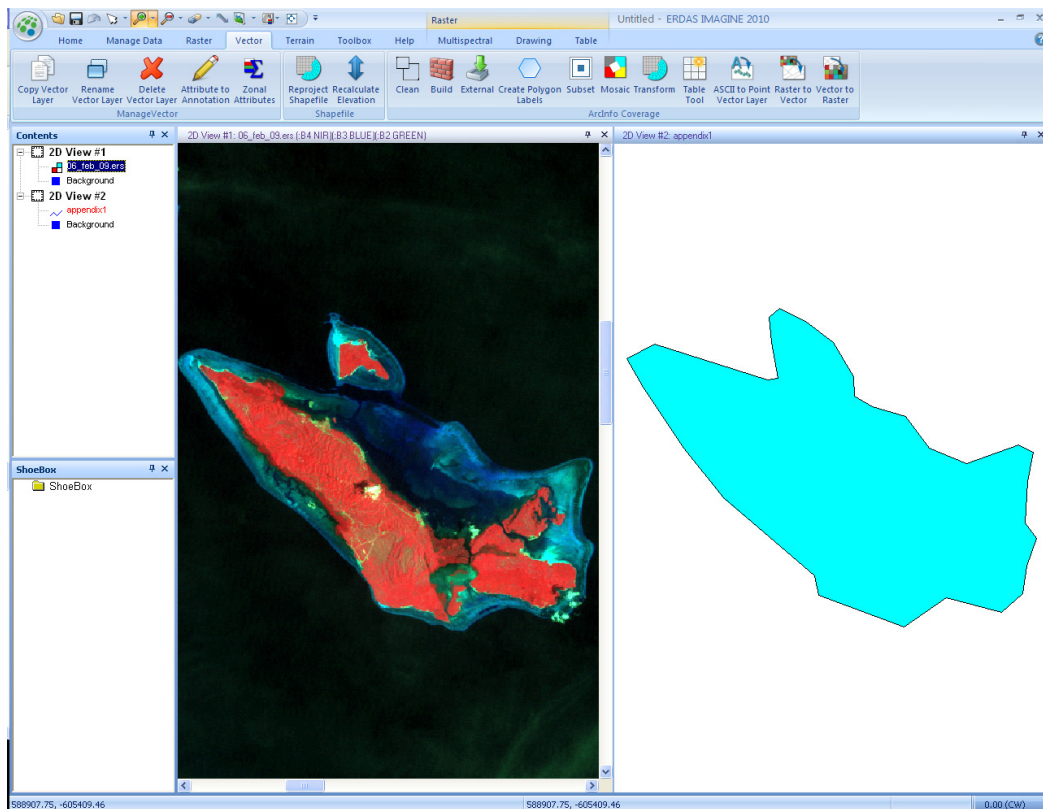 Raster
Untitled - ERDAS IMAGINE 2010
Home Manage Data Raster Vector Terrain Toolbox Help Multispectral Drawing Table
Copy Vector Layer
Rename Vector Layer
Delete Vector Layer
Attribute to Annotation
Zonal Attributes
Reproject Shapefile
Recalculate Elevation
Clean
Build
External
Create Polygon Labels
Subset
Mosaic
Transform
Table Tool
ASCII to Point Vector Layer
Raster to Vector
Vector to Raster
ManageVector
Shapefile
ArcInfo Coverage
Contents
2D View #1
06_feb_09.ers
Background
2D View #2
appendix1
Background
ShoeBox
ShoeBox
2D View #1: 06_feb_09.ers (:B4 NIR)(:B3 BLUE)(:B2 GREEN)
2D View #2: appendix1
588907.75, -605409.46
588907.75, -605409.46
0.00 (CW)